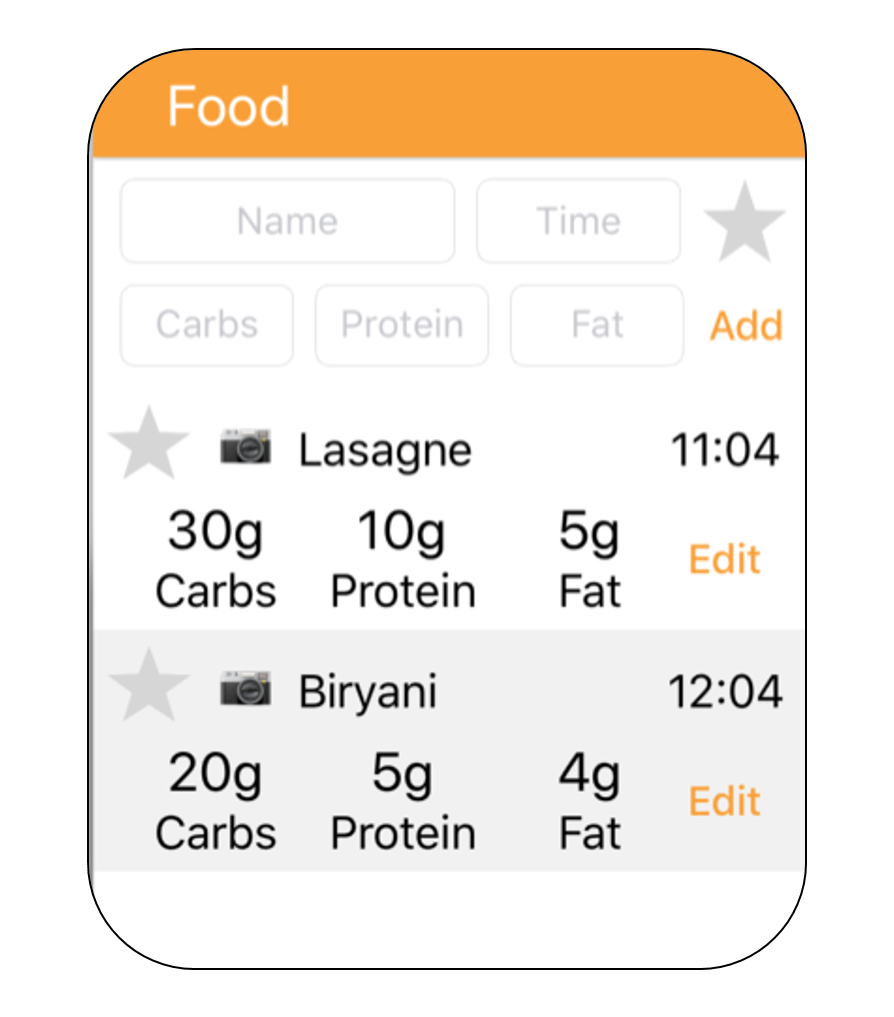 Food
Name Time
Carbs Protein Fat Add
Lasagne 11:04
30g 10g 5g
Carbs Protein Fat Edit
Biryani 12:04
20g 5g 4g
Carbs Protein Fat Edit